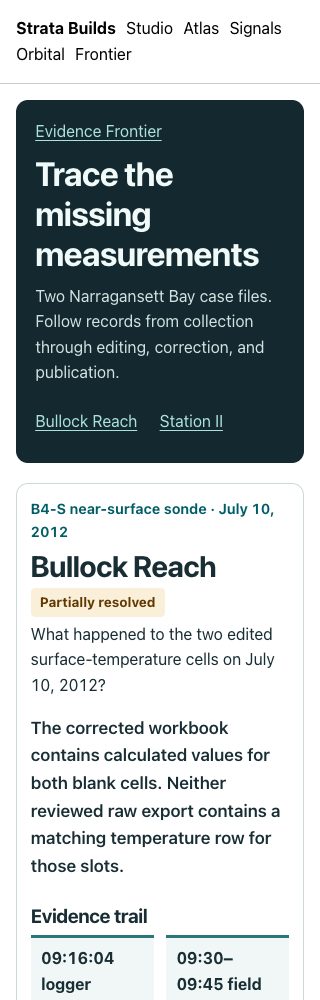 Strata Builds Studio Atlas Signals
Orbital Frontier
Evidence Frontier
Trace the
missing
measurements
Two Narragansett Bay case files.
Follow records from collection
through editing, correction, and
publication.
Bullock Reach Station II
B4-S near-surface sonde · July 10,
2012
Bullock Reach
Partially resolved
What happened to the two edited
surface-temperature cells on July
10, 2012?
The corrected workbook
contains calculated values for
both blank cells. Neither
reviewed raw export contains a
matching temperature row for
those slots.
Evidence trail
09:16:04
logger
09:30–
09:45 field